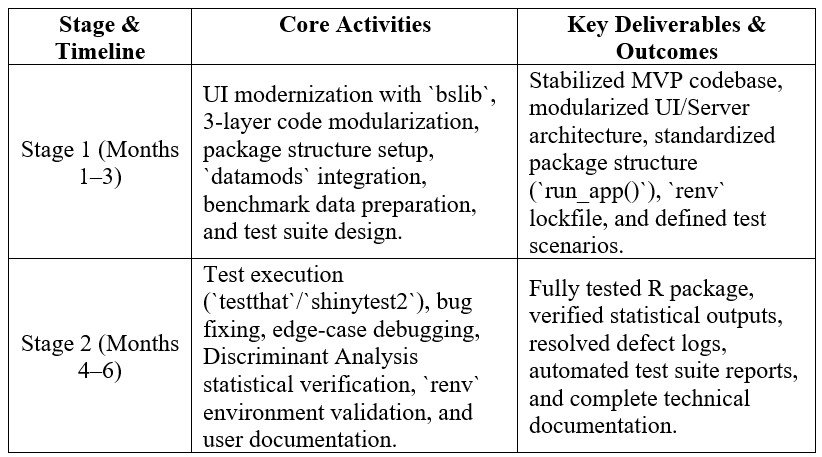 Stage &
Timeline
Core Activities
Key Deliverables &
Outcomes
Stage 1 (Months
1–3)
UI modernization with `bslib`,
3-layer code modularization,
package structure setup,
`datamods` integration,
benchmark data preparation,
and test suite design.
Stabilized MVP codebase,
modularized UI/Server
architecture, standardized
package structure
(`run_app()`), `renv`
lockfile, and defined test
scenarios.
Stage 2 (Months
4–6)
Test execution
(`testthat`/`shinytest2`), bug
fixing, edge-case debugging,
Discriminant Analysis
statistical verification, `renv`
environment validation, and
user documentation.
Fully tested R package,
verified statistical outputs,
resolved defect logs,
automated test suite reports,
and complete technical
documentation.